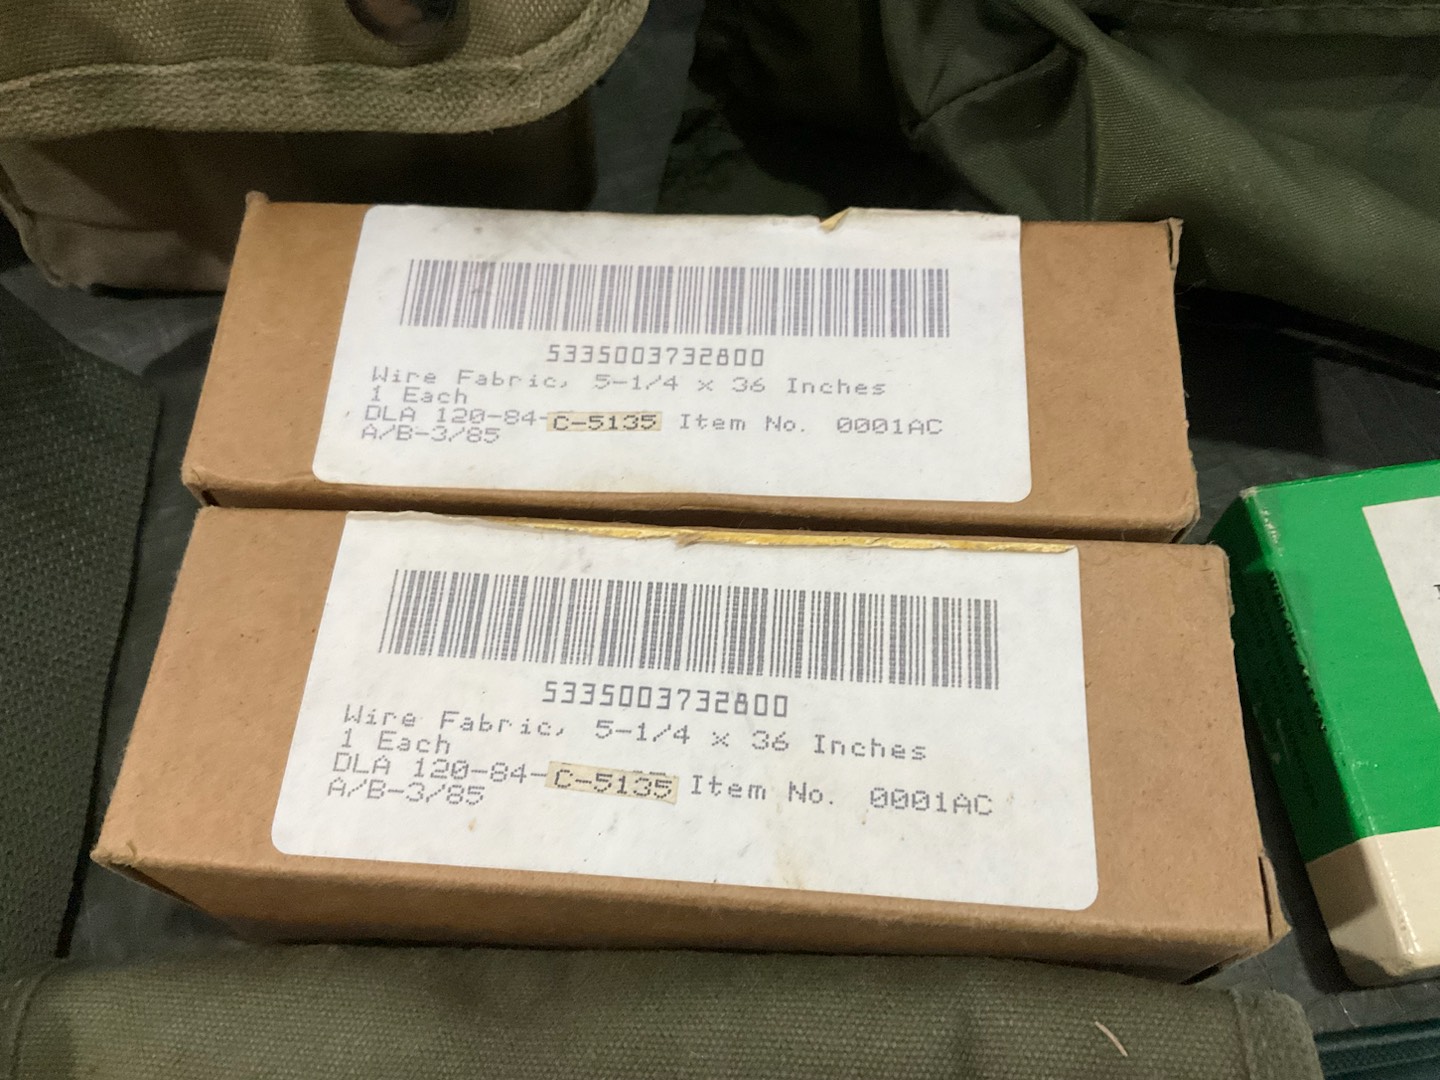 5335003732800
Wire Fabric, 5-1/4 x 36 Inches
1 Each
DLA 120-84-C-5135 Item No. 0001AC
A/B-3/85
5335003732800
Wire Fabric, 5-1/4 x 36 Inches
1 Each
DLA 120-84-C-5135 Item No. 0001AC
A/B-3/85